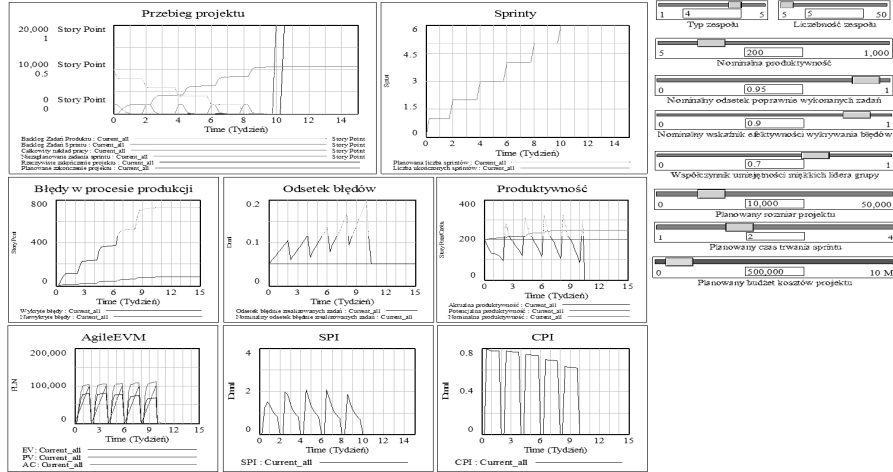 Przebieg projektu
20,000 Story Point
1
10,000 Story Point
0.5
0 Story Point
0
0 3 6 9 12 15
Time (Tydzień)
Backlog Zadań Produktu : Current_all Story Point
Backlog Zadań Sprintu : Current_all Story Point
Całkowity nakład pracy : Current_all Story Point
Niezaplanowane zadania sprintu : Current_all Story Point
Rzeczywiste zakończenie projektu : Current_all
Planowane zakończenie projektu : Current_all
Sprinty
6
4.5
3
1.5
0
Sprint
0 3 6 9 12 15
Time (Tydzień)
Planowana liczba sprintów : Current_all
Liczba ukończonych sprintów : Current_all
1 4 5
Typ zespołu
5 5 50
Liczebność zespołu
5 200 1,000
Nominalna produktywność
0 0.95 1
Nominalny odsetek poprawnie wykonanych zadań
0 0.9 1
Nominalny wskaźnik efektywności wykrywania błędów
0 0.7 1
Współczynnik umiejętności miękkich lidera grupy
0 10,000 50,000
Planowany rozmiar projektu
1 2 4
Planowany czas trwania sprintu
0 500,000 10 M
Planowany budżet kosztów projektu
Błędy w procesie produkcji
800
400
0
Story Point
0 3 6 9 12 15
Time (Tydzień)
Wykryte błędy : Current_all
Niewykryte błędy : Current_all
Odsetek błędów
0.2
0.1
0
Dmnl
0 3 6 9 12 15
Time (Tydzień)
Odsetek błędnie zrealizowanych zadań : Current_all
Nominalny odsetek błędnie zrealizowanych zadań : Current_all
Produktywność
400
200
0
0 3 6 9 12 15
Time (Tydzień)
Aktualna produktywność : Current_all
Potencjalna produktywność : Current_all
Nominalna produktywność : Current_all
AgileEVM
200,000
100,000
0
PLN
0 3 6 9 12 15
Time (Tydzień)
EV : Current_all
PV : Current_all
AC : Current_all
SPI
4
2
0
Dmnl
0 2 4 6 8 10 12 14
Time (Tydzień)
SPI : Current_all
CPI
0.8
0.4
0
Dmnl
0 3 6 9 12 15
Time (Tydzień)
CPI : Current_all